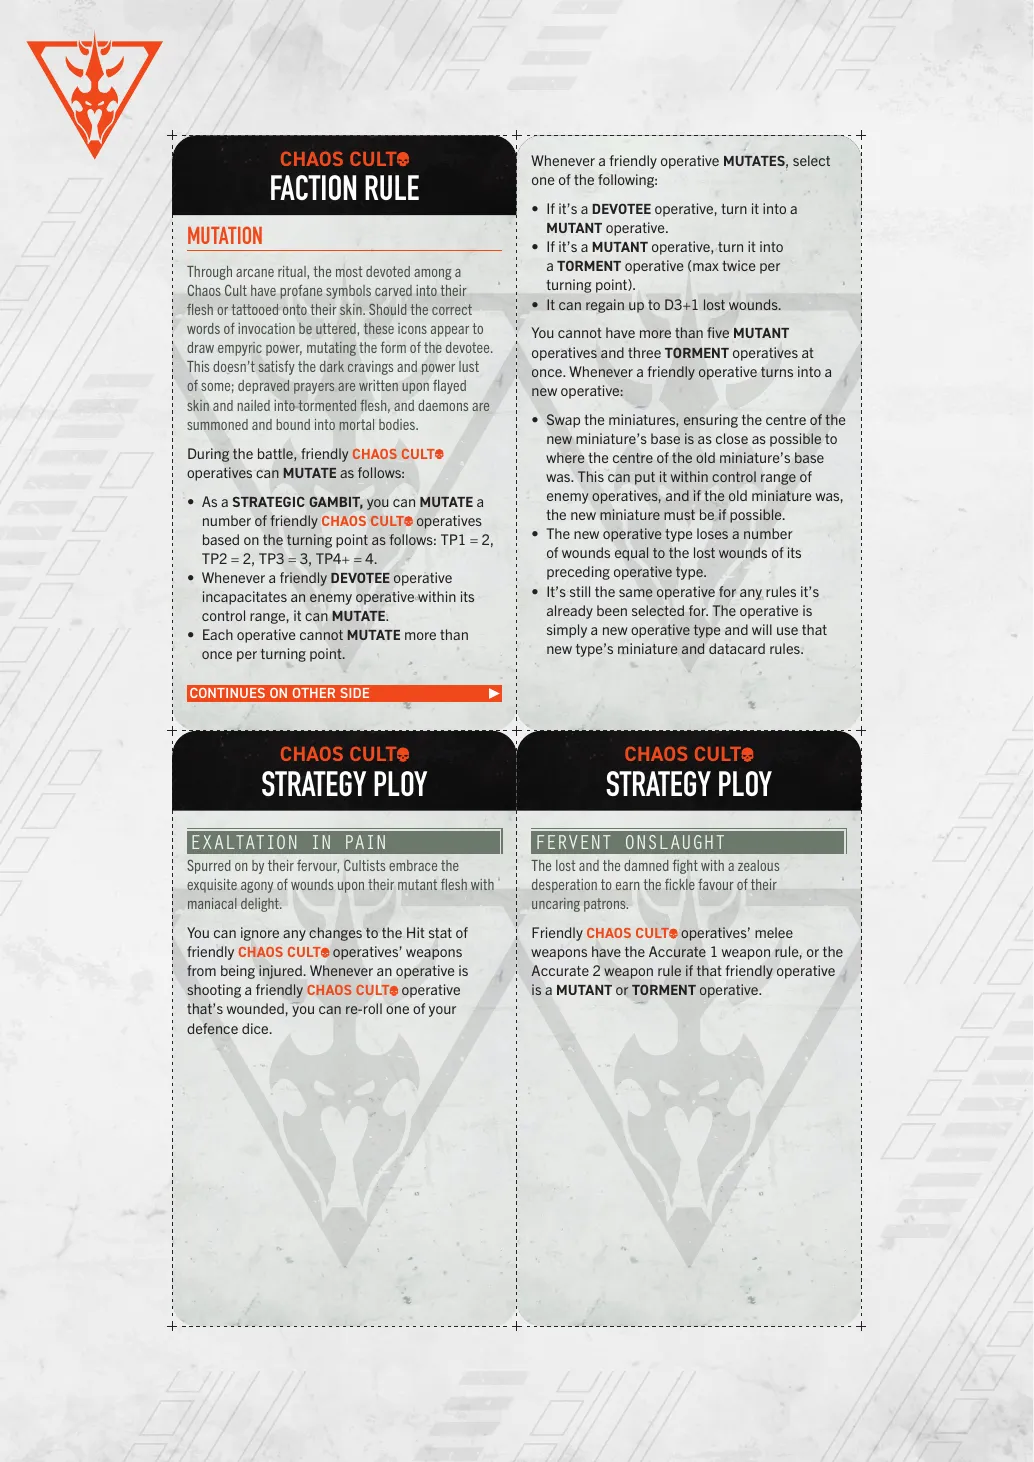 CHAOS CULT
FACTION RULE
MUTATION
Through arcane ritual, the most devoted among a
Chaos Cult have profane symbols carved into their
flesh or tattooed onto their skin. Should the correct
words of invocation be uttered, these icons appear to
draw empyric power, mutating the form of the devotee.
This doesn’t satisfy the dark cravings and power lust
of some; depraved prayers are written upon flayed
skin and nailed into tormented flesh, and daemons are
summoned and bound into mortal bodies.
During the battle, friendly CHAOS CULT
operatives can MUTATE as follows:
• As a STRATEGIC GAMBIT, you can MUTATE a
number of friendly CHAOS CULT operatives
based on the turning point as follows: TP1 = 2,
TP2 = 2, TP3 = 3, TP4+ = 4.
• Whenever a friendly DEVOTEE operative
incapacitates an enemy operative within its
control range, it can MUTATE.
• Each operative cannot MUTATE more than
once per turning point.
CONTINUES ON OTHER SIDE ▶
Whenever a friendly operative MUTATES, select
one of the following:
• If it’s a DEVOTEE operative, turn it into a
MUTANT operative.
• If it’s a MUTANT operative, turn it into
a TORMENT operative (max twice per
turning point).
• It can regain up to D3+1 lost wounds.
You cannot have more than five MUTANT
operatives and three TORMENT operatives at
once. Whenever a friendly operative turns into a
new operative:
• Swap the miniatures, ensuring the centre of the
new miniature’s base is as close as possible to
where the centre of the old miniature’s base
was. This can put it within control range of
enemy operatives, and if the old miniature was,
the new miniature must be if possible.
• The new operative type loses a number
of wounds equal to the lost wounds of its
preceding operative type.
• It’s still the same operative for any rules it’s
already been selected for. The operative is
simply a new operative type and will use that
new type’s miniature and datacard rules.
CHAOS CULT
STRATEGY PLOY
EXALTATION IN PAIN
Spurred on by their fervour, Cultists embrace the
exquisite agony of wounds upon their mutant flesh with
maniacal delight.
You can ignore any changes to the Hit stat of
friendly CHAOS CULT operatives’ weapons
from being injured. Whenever an operative is
shooting a friendly CHAOS CULT operative
that’s wounded, you can re-roll one of your
defence dice.
CHAOS CULT
STRATEGY PLOY
FERVENT ONSLAUGHT
The lost and the damned fight with a zealous
desperation to earn the fickle favour of their
uncaring patrons.
Friendly CHAOS CULT operatives’ melee
weapons have the Accurate 1 weapon rule, or the
Accurate 2 weapon rule if that friendly operative
is a MUTANT or TORMENT operative.